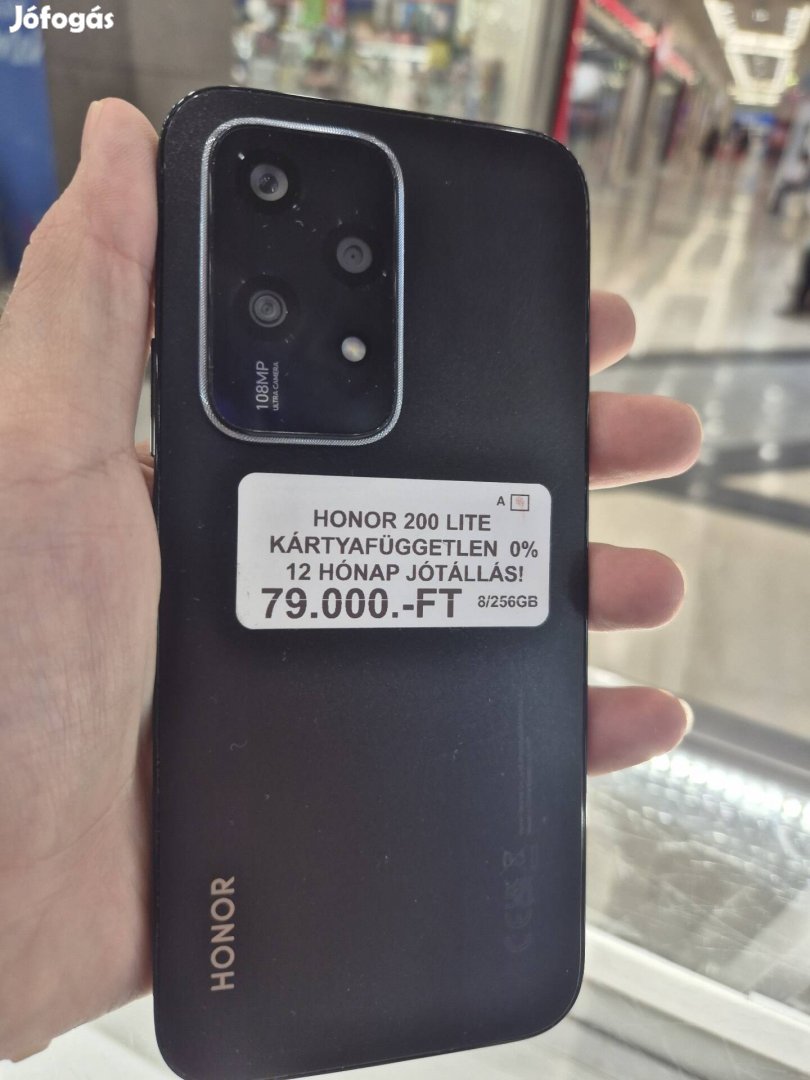 Jófogás
108MP
ULTRA CAMERA
A
HONOR 200 LITE
KÁRTYAFÜGGETLEN 0%
12 HÓNAP JÓTÁLLÁS!
79.000.-FT 8/256GB
HONOR